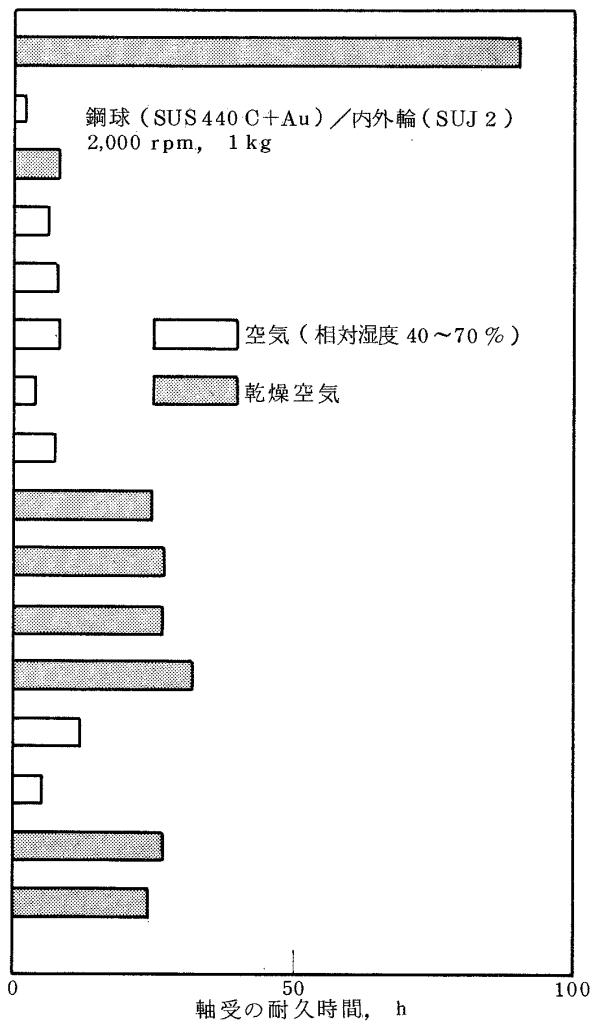 鋼球(SUS 440 C+Au)/内外輪(SUJ 2)
2,000 rpm, 1 kg
空気(相対湿度 40~70 %)
乾燥空気
0 50 100
軸受の耐久時間, h